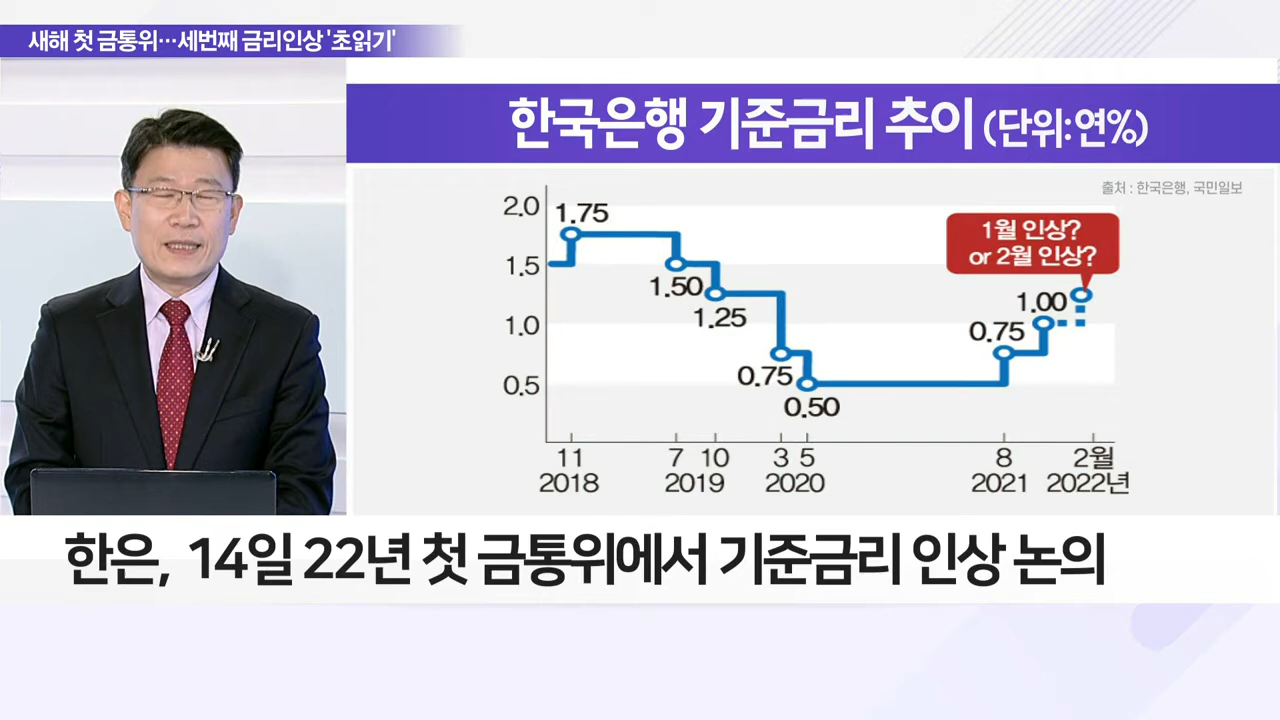 새해 첫 금통위…세번째 금리인상 '초읽기'
한국은행 기준금리 추이 (단위:연%)
출처 : 한국은행, 국민일보
2.0
1.5
1.0
0.5
1.75
1.50
1.25
0.75
0.50
0.75
1.00
1월 인상?
or 2월 인상?
11 7 10 3 5 8 2월
2018 2019 2020 2021 2022년
한은, 14일 22년 첫 금통위에서 기준금리 인상 논의